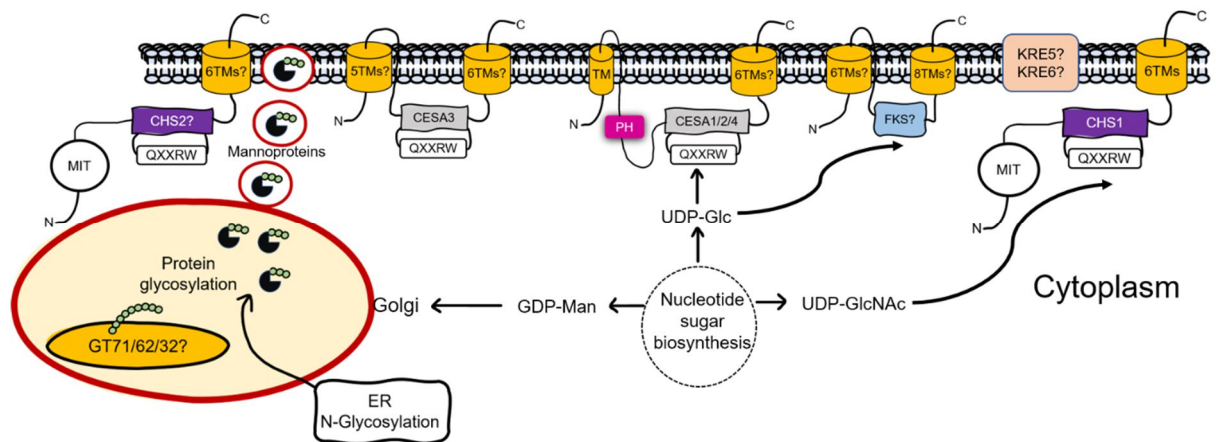 C
C
C
C
C
6TMs?
5TMs?
6TMs?
TM
6TMs?
6TMs?
8TMs?
KRE5?
KRE6?
6TMs
CHS2?
QXXRW
MIT
N
Mannoproteins
N
CESA3
QXXRW
N
PH
CESA1/2/4
QXXRW
N
FKS?
CHS1
QXXRW
MIT
N
UDP-Glc
Protein
glycosylation
GT71/62/32?
Golgi
GDP-Man
Nucleotide
sugar
biosynthesis
UDP-GlcNAc
Cytoplasm
ER
N-Glycosylation